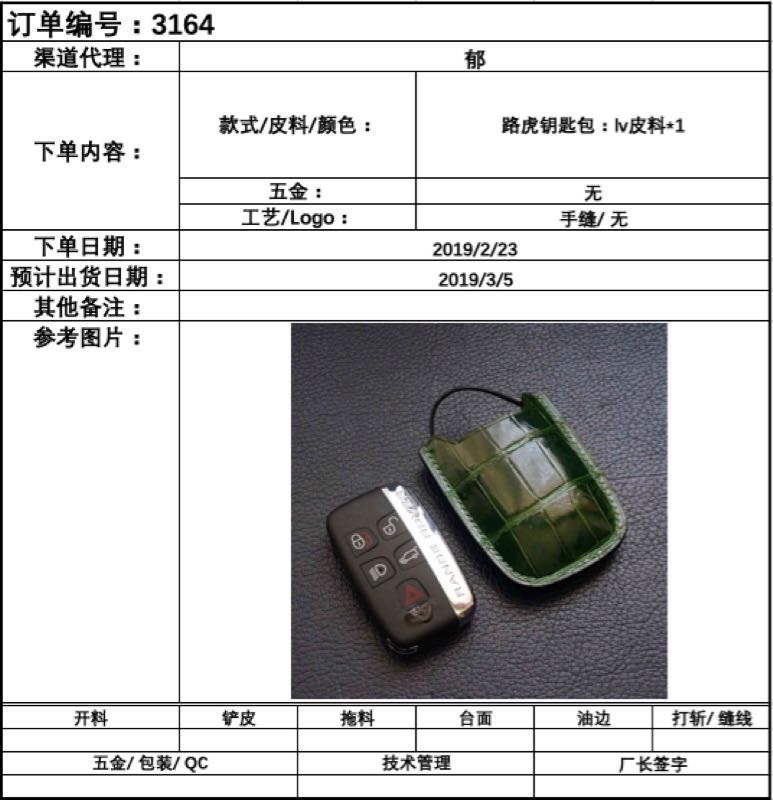 订单编号：3164
渠道代理：
郁
下单内容：
款式/皮料/颜色：
路虎钥匙包：lv皮料*1
五金：
无
工艺/Logo：
手缝/ 无
下单日期：
2019/2/23
预计出货日期：
2019/3/5
其他备注：
参考图片：
开料
铲皮
拖料
台面
油边
打斩/ 缝线
五金/ 包装/ QC
技术管理
厂长签字